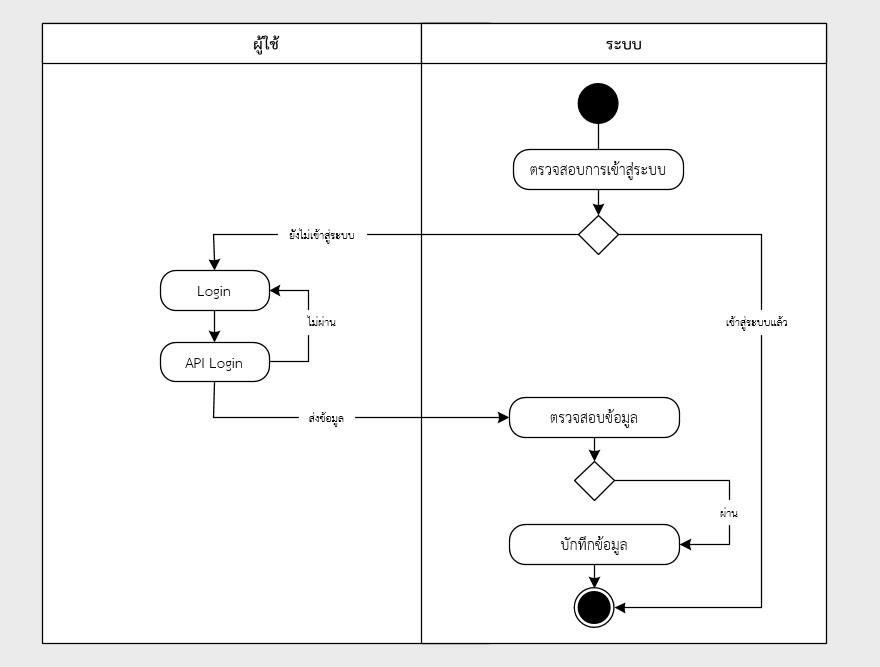 ผู้ใช้
ระบบ
ตรวจสอบการเข้าสู่ระบบ
ยังไม่เข้าสู่ระบบ
Login
ไม่ผ่าน
เข้าสู่ระบบแล้ว
API Login
ส่งข้อมูล
ตรวจสอบข้อมูล
ผ่าน
บักทึกข้อมูล